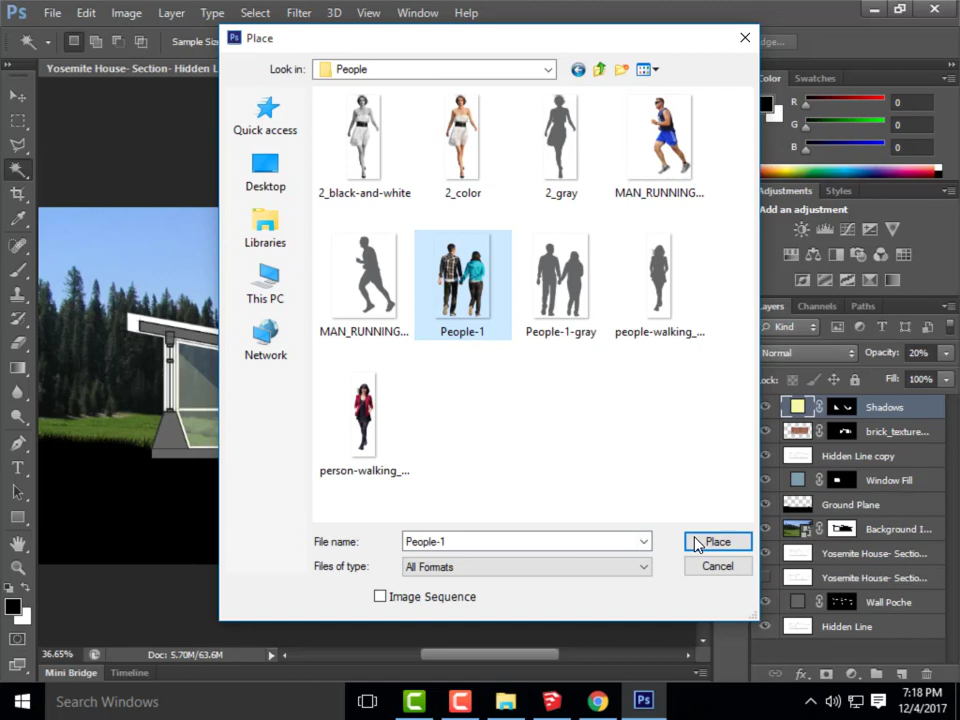 Ps File Edit Image Layer Type Select Filter 3D View Window Help
Place
Sample Siz
Look in: People
Yosemite House- Section- Hidden L
Color Swatches
R 0
G 0
B 0
Quick access
Desktop
Libraries
This PC
Network
2_black-and-white 2_color 2_gray MAN_RUNNING...
MAN_RUNNING... People-1 People-1-gray people-walking_...
person-walking_...
Adjustments Styles
Add an adjustment
Layers Channels Paths
Kind
Normal Opacity: 20%
Lock: Fill: 100%
Shadows
brick_texture...
Hidden Line copy
Window Fill
Ground Plane
Background I...
Yosemite House- Sectio...
Yosemite House- Sectio...
Wall Poche
Hidden Line
File name: People-1 Place
Files of type: All Formats Cancel
Image Sequence
36.65% Doc: 5.70M/63.6M
Mini Bridge Timeline
Search Windows
Ps
7:18 PM
12/4/2017